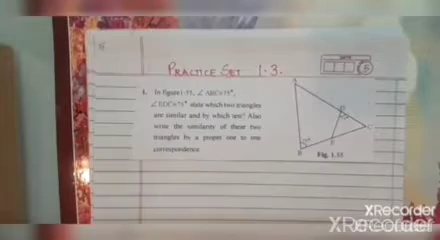 PRACTICE SET 1.3.
1. In figure 1.55, ∠ ABC=75°,
∠ EDC=75° state which two triangles
are similar and by which test? Also
write the similarity of these two
triangles by a proper one to one
correspondence
A
D
C
B
Fig. 1.55
XRecorder
XRecorder